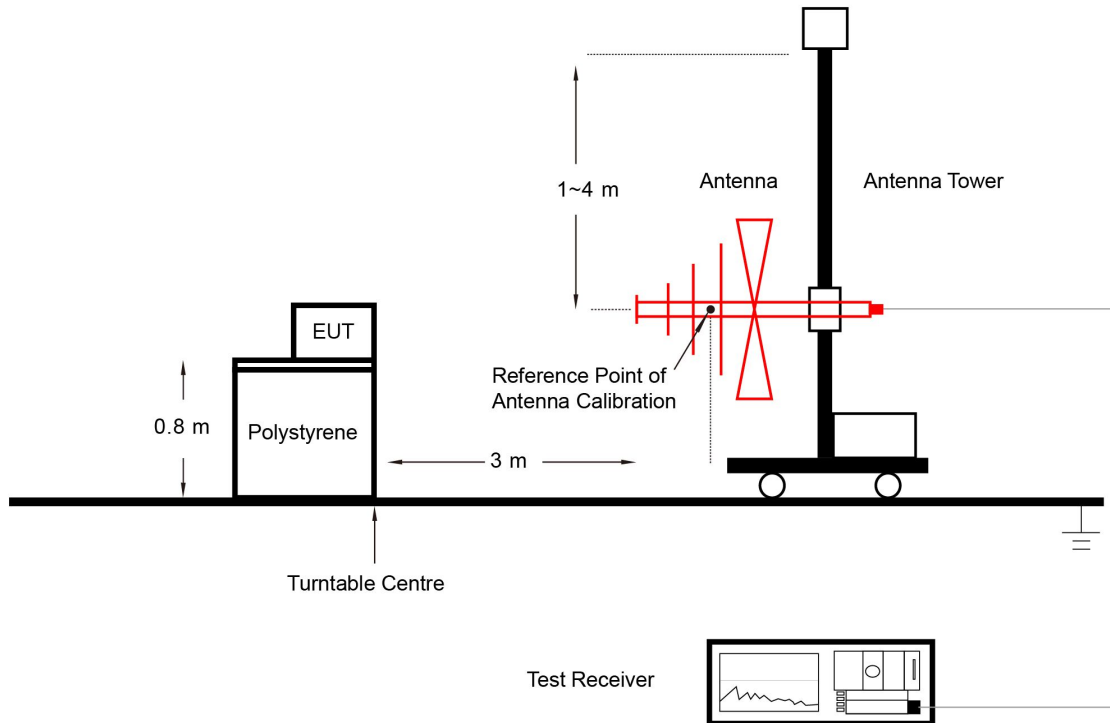 1~4 m
Antenna
Antenna Tower
EUT
Reference Point of
Antenna Calibration
0.8 m
Polystyrene
3 m
Turntable Centre
Test Receiver